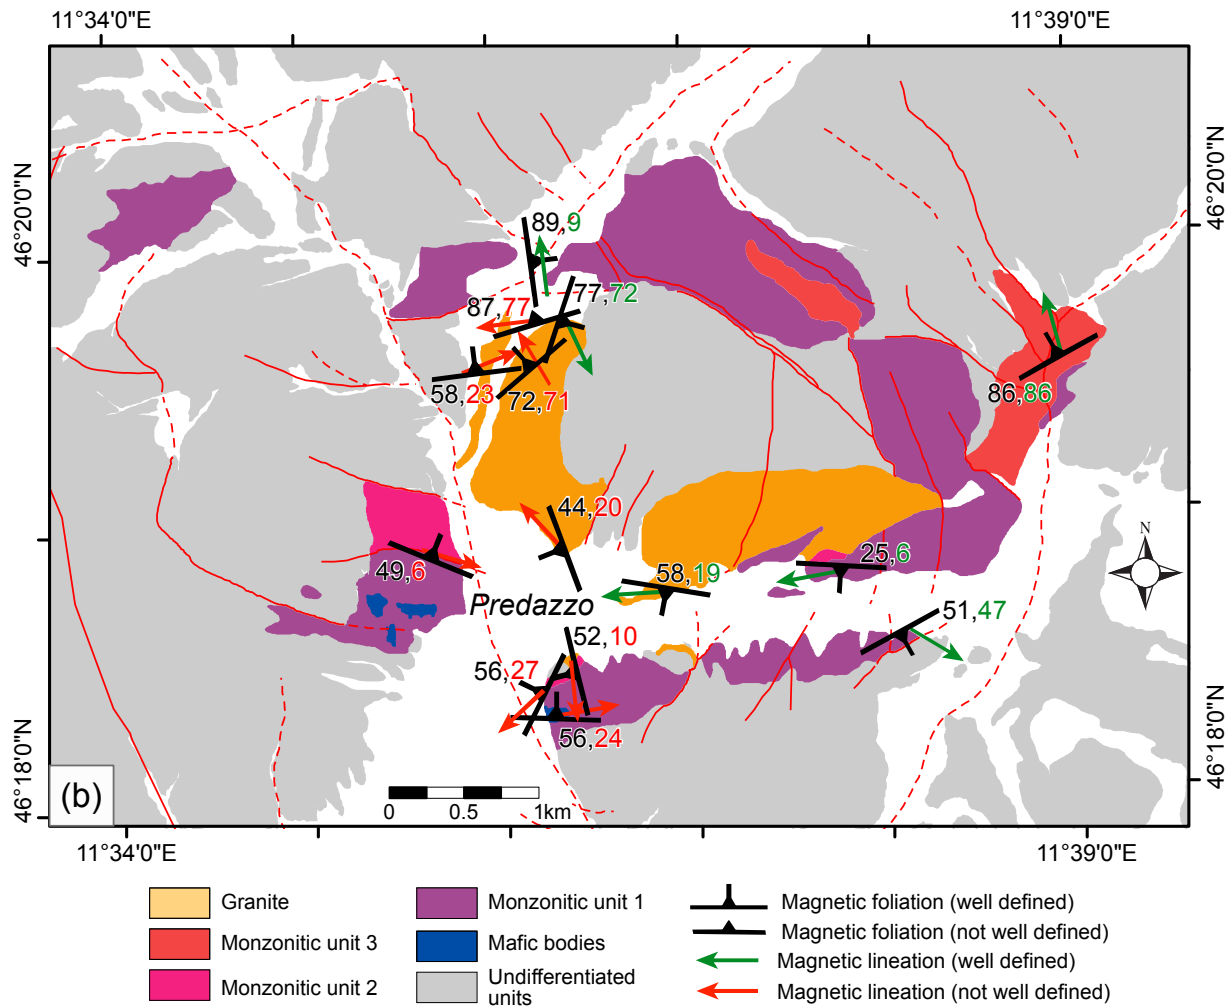 11°34'0"E
11°39'0"E
46°20'0"N
46°20'0"N
89,9
77,72
87,77
58,23
72,71
86,86
44,20
49,6
58,19
25,6
Predazzo
51,47
52,10
56,27
56,24
46°18'0"N
46°18'0"N
N
(b)
0
0.5
1km
11°34'0"E
11°39'0"E
Granite
Monzonitic unit 3
Monzonitic unit 2
Monzonitic unit 1
Mafic bodies
Undifferentiated
units
Magnetic foliation (well defined)
Magnetic foliation (not well defined)
Magnetic lineation (well defined)
Magnetic lineation (not well defined)